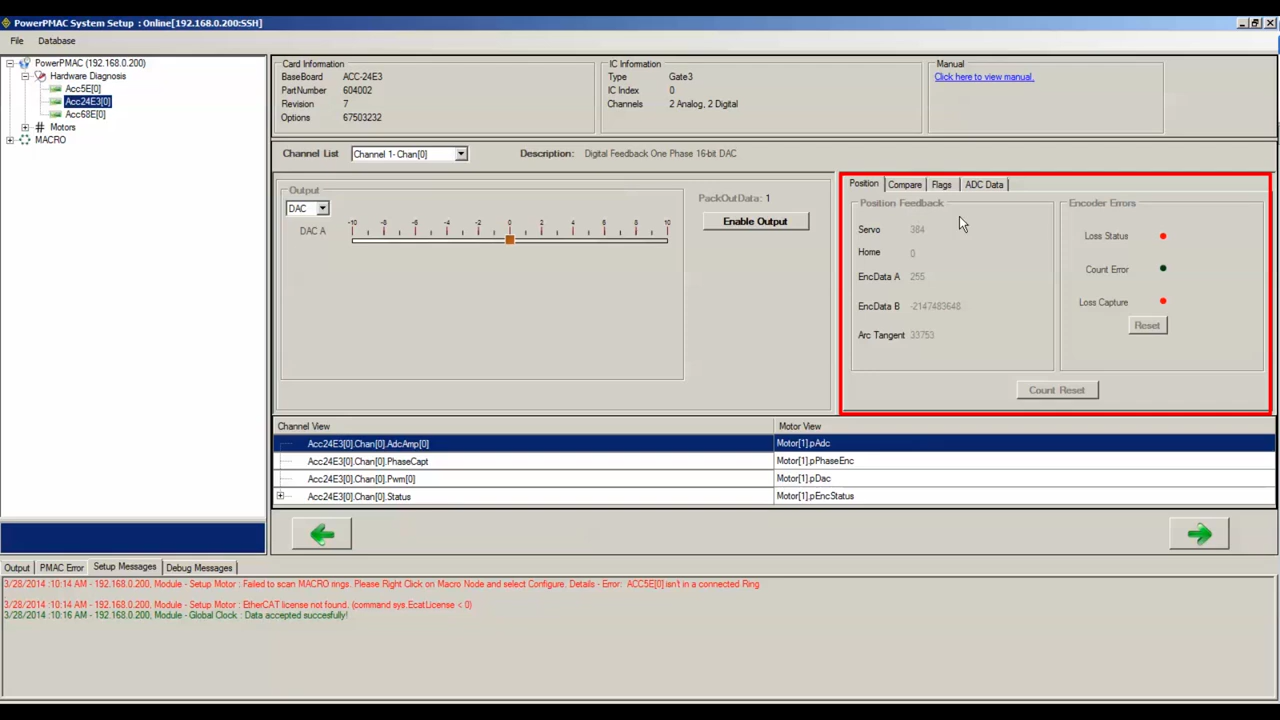 PowerPMAC System Setup : Online[192.168.0.200:SSH]
File Database
PowerPMAC (192.168.0.200)
Hardware Diagnosis
Acc5E[0]
Acc24E3[0]
Acc68E[0]
Motors
MACRO
Card Information
BaseBoard ACC-24E3
PartNumber 604002
Revision 7
Options 67503232
IC Information
Type Gate3
IC Index 0
Channels 2 Analog, 2 Digital
Manual
Click here to view manual.
Channel List Channel 1- Chan[0] Description: Digital Feedback One Phase 16-bit DAC
Output
DAC
DAC A
-10 -8 -6 -4 -2 0 2 4 6 8 10
PackOutData: 1
Enable Output
Position Compare Flags ADC Data
Position Feedback
Servo 384
Home 0
EncData A 255
EncData B -2147483648
Arc Tangent 33753
Encoder Errors
Loss Status
Count Error
Loss Capture
Reset
Count Reset
Channel View Motor View
Acc24E3[0].Chan[0].AdcAmp[0] Motor[1].pAdc
Acc24E3[0].Chan[0].PhaseCapt Motor[1].pPhaseEnc
Acc24E3[0].Chan[0].Pwm[0] Motor[1].pDac
Acc24E3[0].Chan[0].Status Motor[1].pEncStatus
Output PMAC Error Setup Messages Debug Messages
3/28/2014 :10:14 AM - 192.168.0.200, Module - Setup Motor : Failed to scan MACRO rings. Please Right Click on Macro Node and select Configure. Details - Error: ACC5E[0] isn't in a connected Ring
3/28/2014 :10:14 AM - 192.168.0.200, Module - Setup Motor : EtherCAT license not found. (command sys.EcatLicense < 0)
3/28/2014 :10:16 AM - 192.168.0.200, Module - Global Clock : Data accepted succesfully!